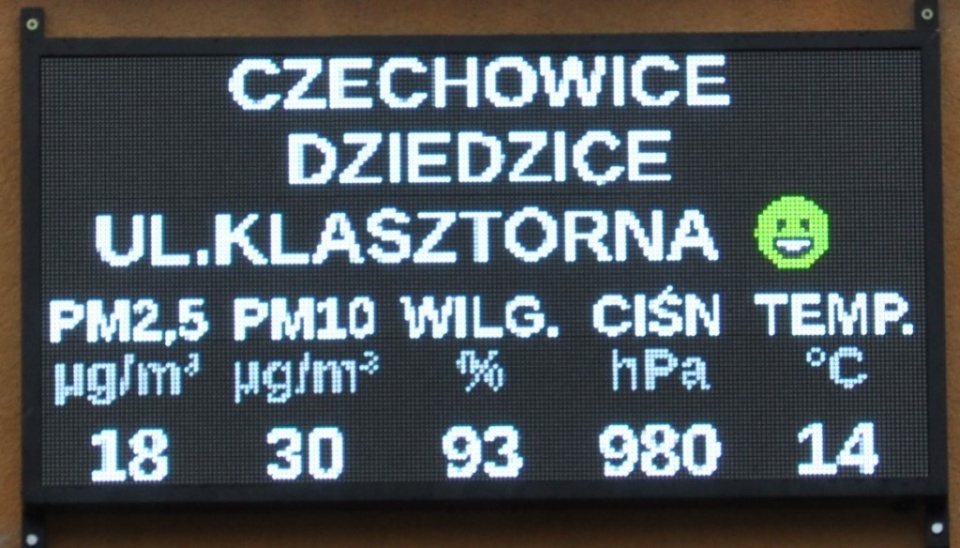 CZECHOWICE
DZIEDZICE
UL.KLASZTORNA
PM2,5 PM10 WILG. CIŚN TEMP.
µg/m³ µg/m³ % hPa °C
18 30 93 980 14